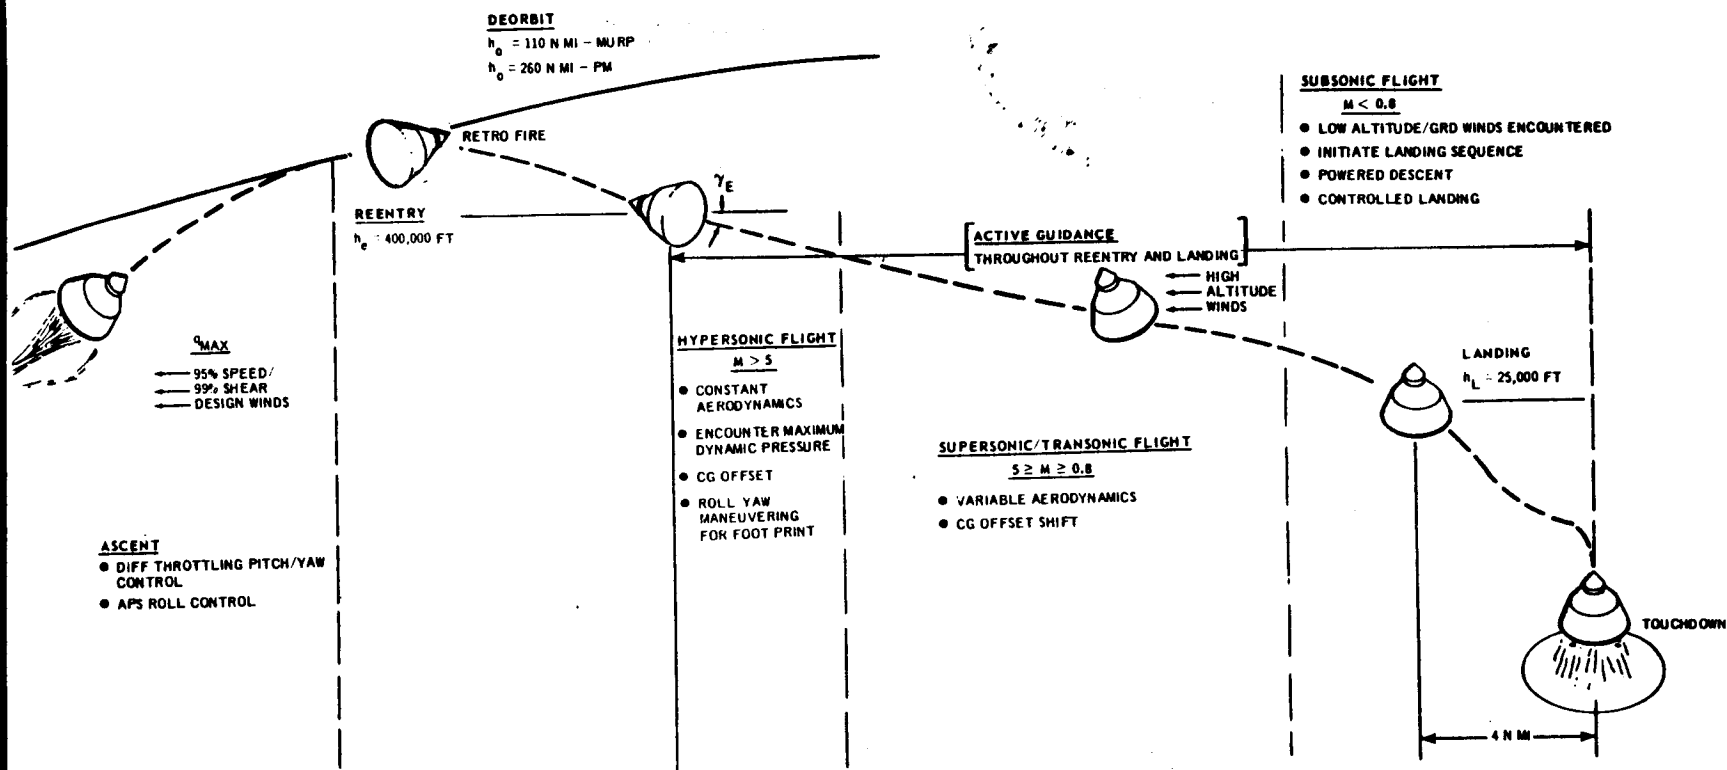 DEORBIT
h₀ = 110 N MI – MURP
h₀ = 260 N MI – PM
RETRO FIRE
REENTRY
hₑ = 400,000 FT
γE
ACTIVE GUIDANCE
THROUGHOUT REENTRY AND LANDING
HIGH
ALTITUDE
WINDS
SUBSONIC FLIGHT
M < 0.8
● LOW ALTITUDE/GRD WINDS ENCOUNTERED
● INITIATE LANDING SEQUENCE
● POWERED DESCENT
● CONTROLLED LANDING
qMAX
95% SPEED/
99% SHEAR
DESIGN WINDS
HYPERSONIC FLIGHT
M > 5
● CONSTANT
AERODYNAMICS
● ENCOUNTER MAXIMUM
DYNAMIC PRESSURE
● CG OFFSET
● ROLL YAW
MANEUVERING
FOR FOOT PRINT
SUPERSONIC/TRANSONIC FLIGHT
5 ≥ M ≥ 0.8
● VARIABLE AERODYNAMICS
● CG OFFSET SHIFT
LANDING
hL = 25,000 FT
ASCENT
● DIFF THROTTLING PITCH/YAW
CONTROL
● APS ROLL CONTROL
TOUCHDOWN
4 N MI